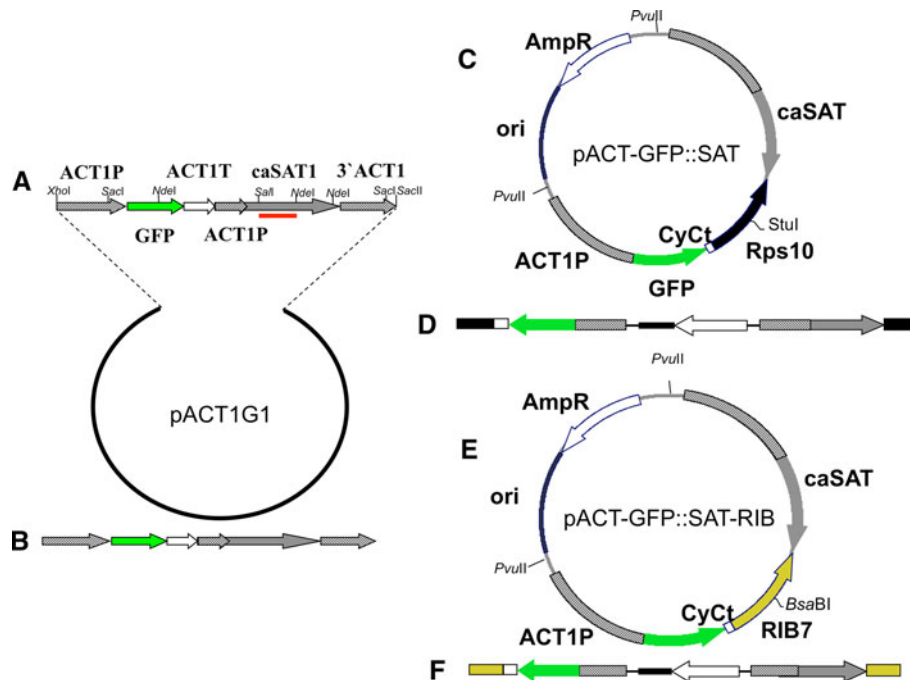 A
ACT1P ACT1T caSAT1 3`ACT1
XhoI SacI NdeI SalI NdeI NdeI SacI SacII
GFP ACT1P
pACT1G1
B
C
PvuII
AmpR
caSAT
ori
pACT-GFP::SAT
PvuII
StuI
CyCt
Rps10
ACT1P
GFP
D
PvuII
AmpR
E
caSAT
ori
pACT-GFP::SAT-RIB
PvuII
BsaBI
CyCt
RIB7
ACT1P
GFP
F